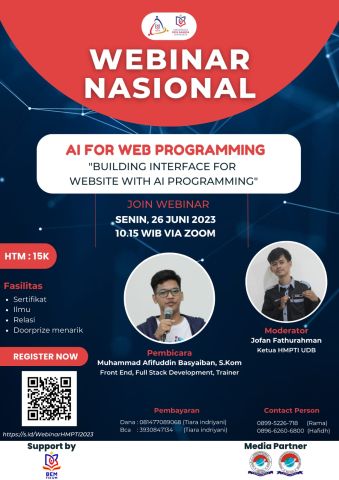 WEBINAR
NASIONAL
AI FOR WEB PROGRAMMING
"BUILDING INTERFACE FOR
WEBSITE WITH AI PROGRAMMING"
JOIN WEBINAR
SENIN, 26 JUNI 2023
10.15 WIB VIA ZOOM
HTM : 15K
Fasilitas
• Sertifikat
• Ilmu
• Relasi
• Doorprize menarik
Pembicara
Muhammad Afifuddin Basyaiban, S.Kom
Front End, Full Stack Development, Trainer
Moderator
Jofan Fathurahman
Ketua HMPTI UDB
REGISTER NOW
https://s.id/WebinarHMPTI2023
Pembayaran
Dana : 081477089068 (Tiara indriyani)
Bca : 3930847134 (Tiara indriyani)
Contact Person
0899-5226-718 (Rama)
0896-6260-6800 (Hafidh)
Support by
BEM
Media Partner